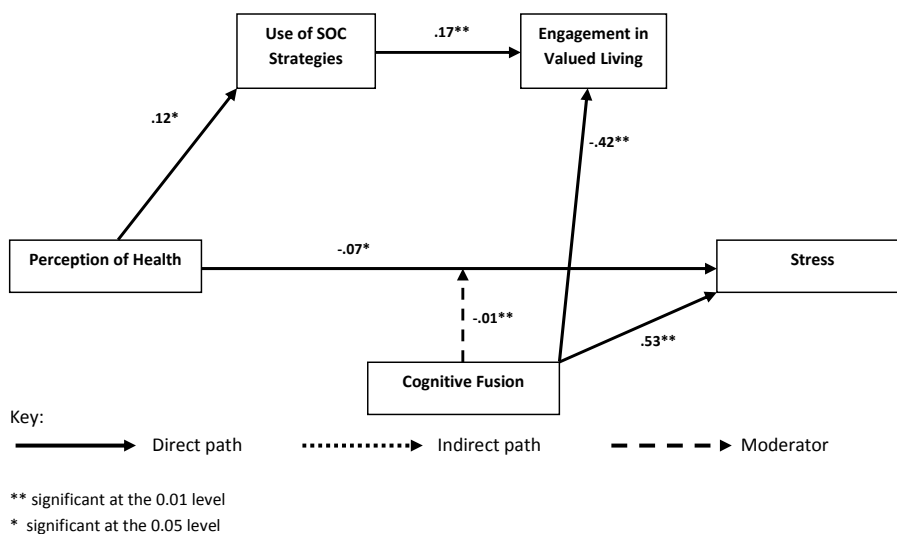 Use of SOC
Strategies
.17**
Engagement in
Valued Living
.12*
-.42**
Perception of Health
-.07*
Stress
-.01**
.53**
Cognitive Fusion
Key:
Direct path
Indirect path
Moderator
** significant at the 0.01 level
* significant at the 0.05 level